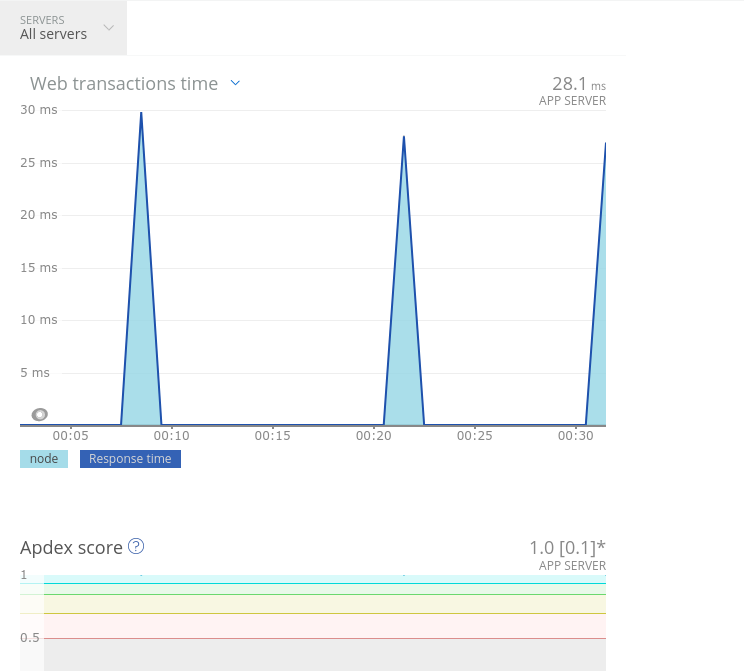 SERVERS
All servers
Web transactions time
28.1 ms
APP SERVER
30 ms
25 ms
20 ms
15 ms
10 ms
5 ms
00:05 00:10 00:15 00:20 00:25 00:30
node Response time
Apdex score ?
1.0 [0.1]*
APP SERVER
1
0.5